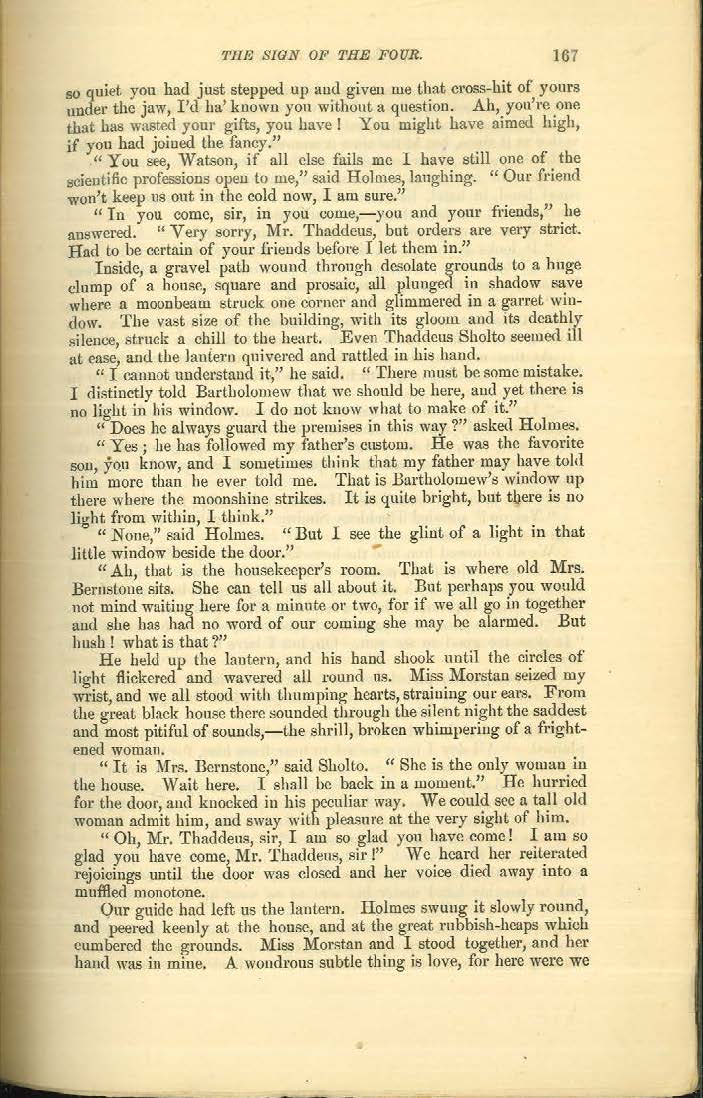 THE SIGN OF THE FOUR. 167
so quiet you had just stepped up and given me that cross-hit of yours
under the jaw, I'd ha' known you without a question. Ah, you're one
that has wasted your gifts, you have! You might have aimed high,
if you had joined the fancy."
"You see, Watson, if all else fails me I have still one of the
scientific professions open to me," said Holmes, laughing. "Our friend
won't keep us out in the cold now, I am sure."
"In you come, sir, in you come,—you and your friends," he
answered. "Very sorry, Mr. Thaddeus, but orders are very strict.
Had to be certain of your friends before I let them in."
Inside, a gravel path wound through desolate grounds to a huge
clump of a house, square and prosaic, all plunged in shadow save
where a moonbeam struck one corner and glimmered in a garret win-
dow. The vast size of the building, with its gloom and its deathly
silence, struck a chill to the heart. Even Thaddeus Sholto seemed ill
at ease, and the lantern quivered and rattled in his hand.
"I cannot understand it," he said. "There must be some mistake.
I distinctly told Bartholomew that we should be here, and yet there is
no light in his window. I do not know what to make of it."
"Does he always guard the premises in this way?" asked Holmes.
"Yes; he has followed my father's custom. He was the favorite
son, you know, and I sometimes think that my father may have told
him more than he ever told me. That is Bartholomew's window up
there where the moonshine strikes. It is quite bright, but there is no
light from within, I think."
"None," said Holmes. "But I see the glint of a light in that
little window beside the door."
"Ah, that is the housekeeper's room. That is where old Mrs.
Bernstone sits. She can tell us all about it. But perhaps you would
not mind waiting here for a minute or two, for if we all go in together
and she has had no word of our coming she may be alarmed. But
hush! what is that?"
He held up the lantern, and his hand shook until the circles of
light flickered and wavered all round us. Miss Morstan seized my
wrist, and we all stood with thumping hearts, straining our ears. From
the great black house there sounded through the silent night the saddest
and most pitiful of sounds,—the shrill, broken whimpering of a fright-
ened woman.
"It is Mrs. Bernstone," said Sholto. "She is the only woman in
the house. Wait here. I shall be back in a moment." He hurried
for the door, and knocked in his peculiar way. We could see a tall old
woman admit him, and sway with pleasure at the very sight of him.
"Oh, Mr. Thaddeus, sir, I am so glad you have come! I am so
glad you have come, Mr. Thaddeus, sir!" We heard her reiterated
rejoicings until the door was closed and her voice died away into a
muffled monotone.
Our guide had left us the lantern. Holmes swung it slowly round,
and peered keenly at the house, and at the great rubbish-heaps which
cumbered the grounds. Miss Morstan and I stood together, and her
hand was in mine. A wondrous subtle thing is love, for here were we